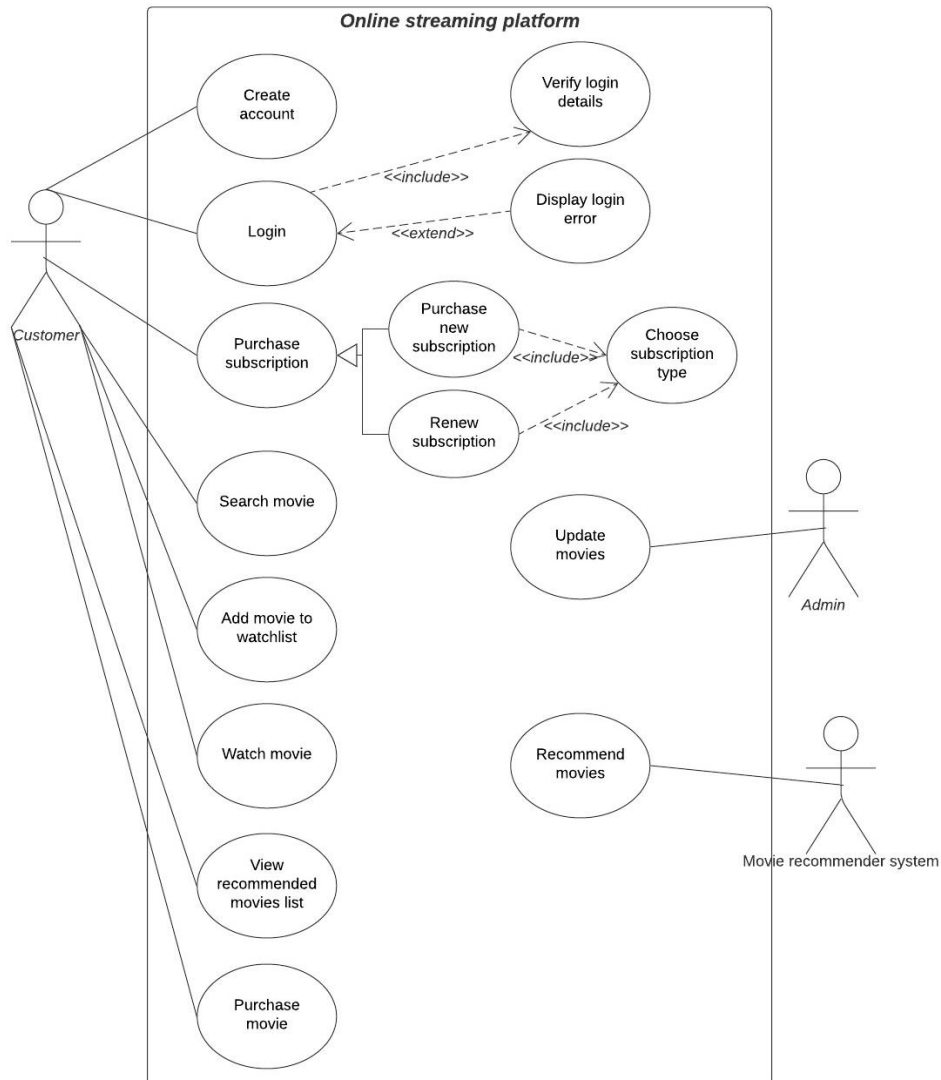 Online streaming platform
Create
account
Verify login
details
<<include>>
Login
Display login
error
<<extend>>
Customer
Purchase
subscription
Purchase
new
subscription
<<include>>
Choose
subscription
type
Renew
subscription
<<include>>
Search movie
Update
movies
Admin
Add movie to
watchlist
Watch movie
Recommend
movies
Movie recommender system
View
recommended
movies list
Purchase
movie